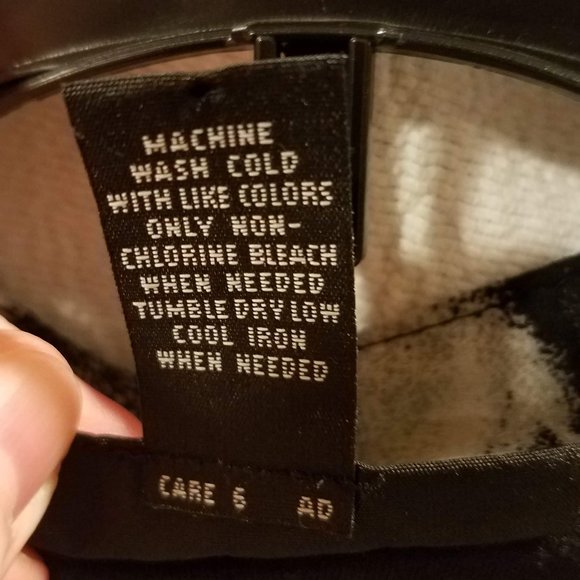 MACHINE
WASH COLD
WITH LIKE COLORS
ONLY NON-
CHLORINE BLEACH
WHEN NEEDED
TUMBLE DRY LOW
COOL IRON
WHEN NEEDED
CARE 6 AD